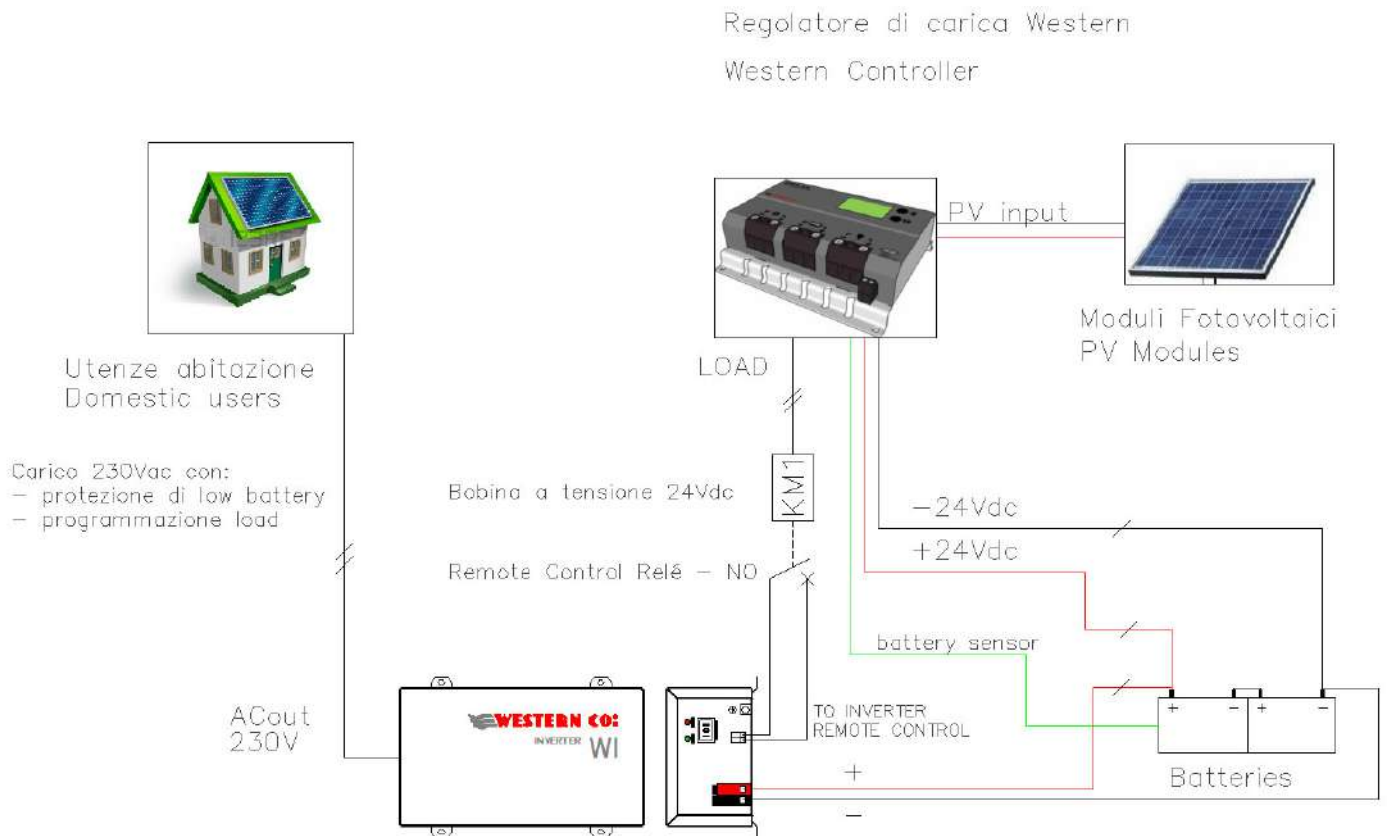 Regolatore di carica Western
Western Controller
PV input
Moduli Fotovoltaici
PV Modules
Utenze abitazione
Domestic users
LOAD
Carico 230Vac con:
– protezione di low battery
– programmazione load
Bobina a tensione 24Vdc
KM1
–24Vdc
+24Vdc
Remote Control Relé – NO
battery sensor
ACout
230V
WESTERN CO:
INVERTER WI
TO INVERTER
REMOTE CONTROL
+ – + –
Batteries
+
–